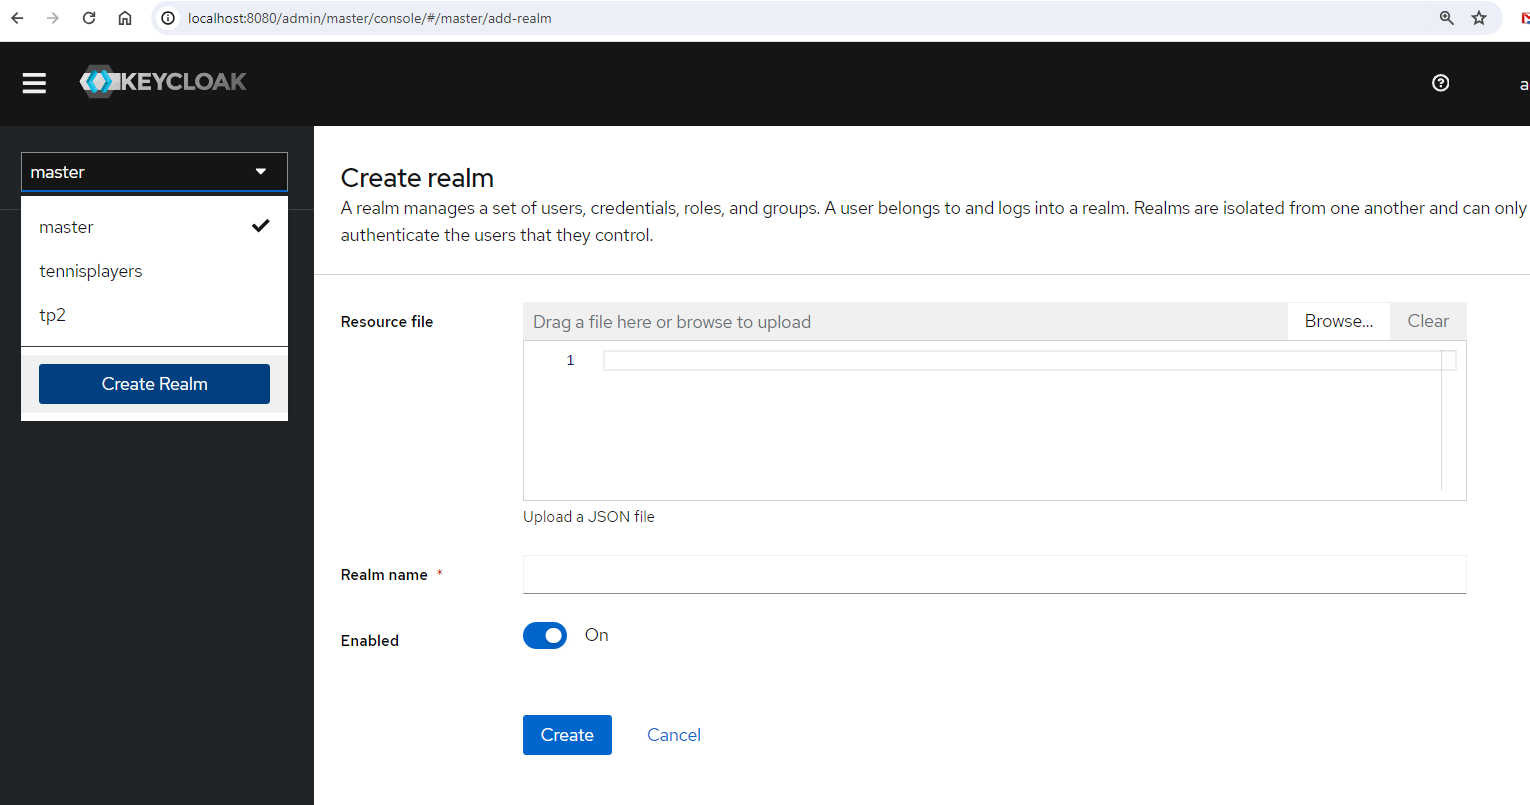 localhost:8080/admin/master/console/#/master/add-realm
KEYCLOAK
a
master
master
tennisplayers
tp2
Create Realm
Create realm
A realm manages a set of users, credentials, roles, and groups. A user belongs to and logs into a realm. Realms are isolated from one another and can only
authenticate the users that they control.
Resource file
Drag a file here or browse to upload
Browse...
Clear
1
Upload a JSON file
Realm name *
Enabled
On
Create
Cancel